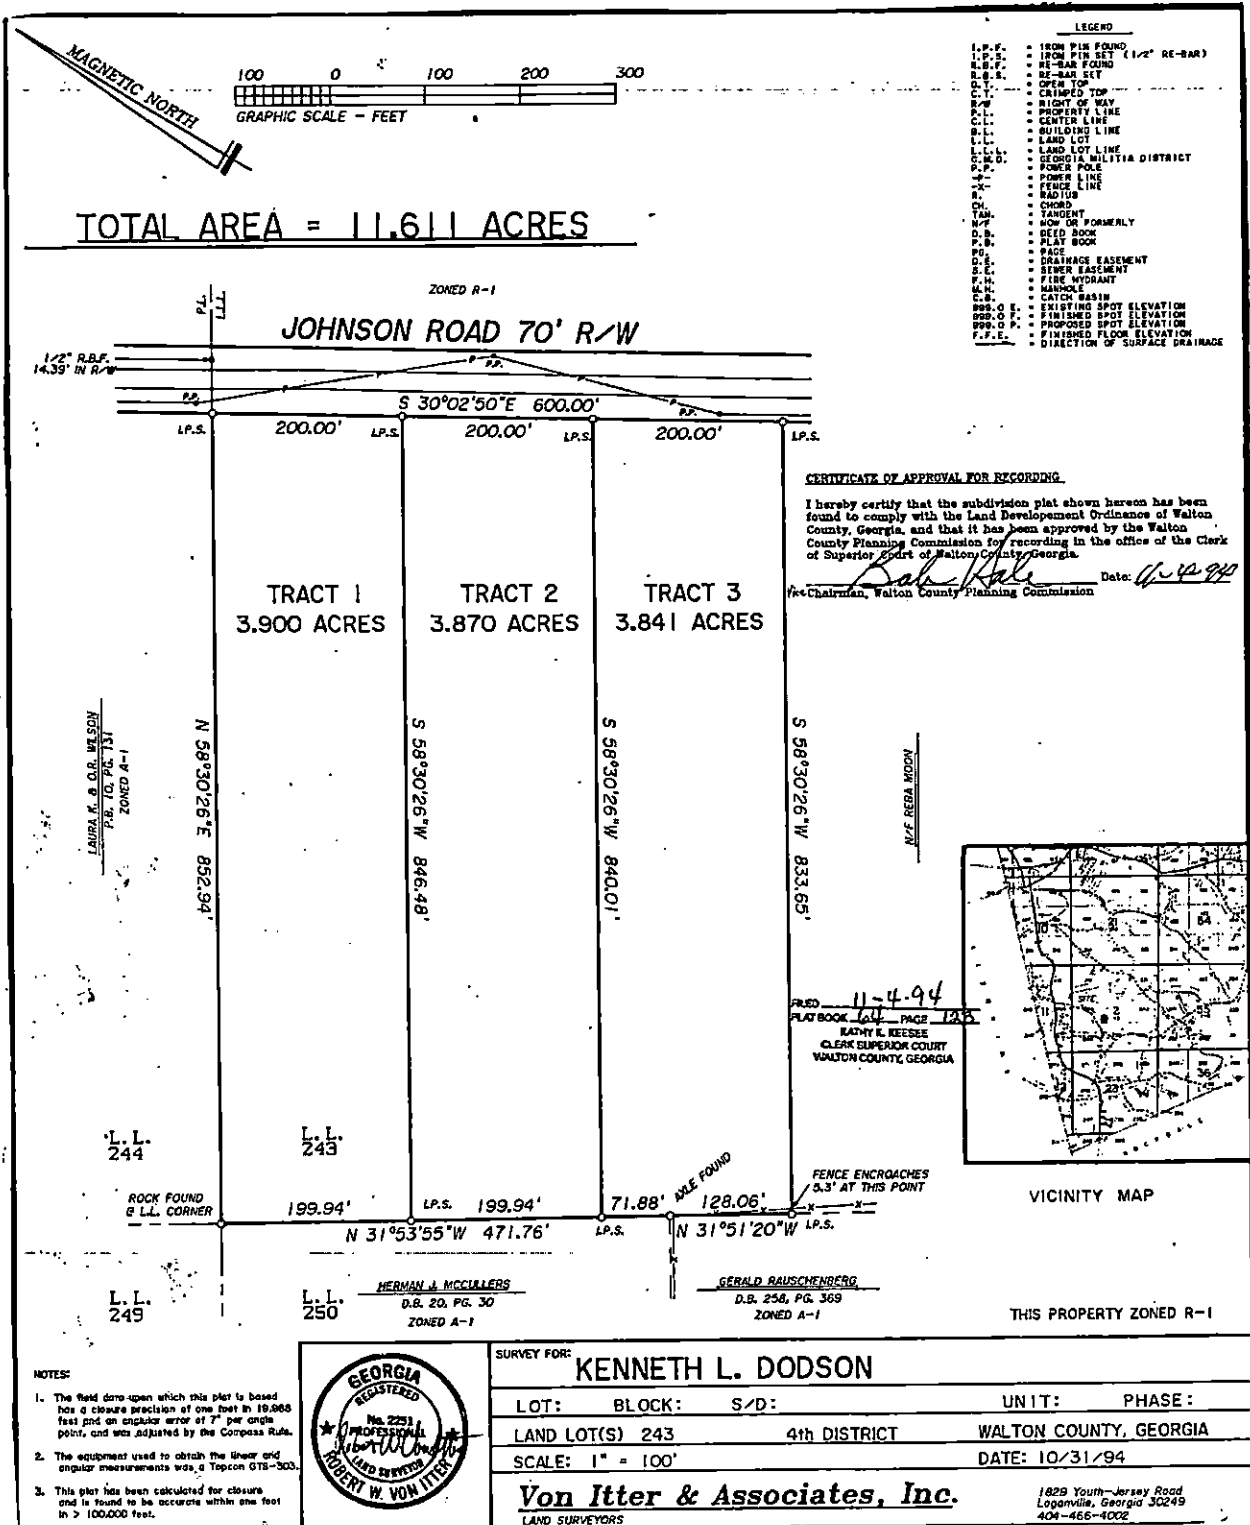 MAGNETIC NORTH
100 0 100 200 300
GRAPHIC SCALE - FEET
TOTAL AREA = 11.611 ACRES
LEGEND
I.P.F. = IRON PIN FOUND
I.P.S. = IRON PIN SET (1/2" RE-BAR)
R.B.F. = RE-BAR FOUND
R.B.S. = RE-BAR SET
O.T. = OPEN TOP
C.T. = CRIMPED TOP
R/W = RIGHT OF WAY
P.L. = PROPERTY LINE
C.L. = CENTER LINE
B.L. = BUILDING LINE
L.L. = LAND LOT
L.L.L. = LAND LOT LINE
G.M.D. = GEORGIA MILITIA DISTRICT
P.P. = POWER POLE
-P- = POWER LINE
-X- = FENCE LINE
R. = RADIUS
CH. = CHORD
TAN. = TANGENT
N/F = NOW OR FORMERLY
D.B. = DEED BOOK
P.B. = PLAT BOOK
PG. = PAGE
D.E. = DRAINAGE EASEMENT
S.E. = SEWER EASEMENT
F.H. = FIRE HYDRANT
M.H. = MANHOLE
C.B. = CATCH BASIN
999.0 E. = EXISTING SPOT ELEVATION
999.0 F. = FINISHED SPOT ELEVATION
999.0 P. = PROPOSED SPOT ELEVATION
F.F.E. = FINISHED FLOOR ELEVATION
= DIRECTION OF SURFACE DRAINAGE
ZONED R-1
JOHNSON ROAD 70' R/W
1/2" R.B.F.
14.39' IN R/W
P.P.
P.P.
P.P.
S 30°02'50"E 600.00'
I.P.S. 200.00' I.P.S. 200.00' I.P.S. 200.00' I.P.S.
CERTIFICATE OF APPROVAL FOR RECORDING
I hereby certify that the subdivision plat shown hereon has been
found to comply with the Land Developement Ordinance of Walton
County, Georgia, and that it has been approved by the Walton
County Planning Commission for recording in the office of the Clerk
of Superior Court of Walton County, Georgia.
Bob Hale Date: 11-4-94
Vice Chairman, Walton County Planning Commission
TRACT 1
3.900 ACRES
TRACT 2
3.870 ACRES
TRACT 3
3.841 ACRES
LAURA K. & O.R. WILSON
P.B. 10, PG. 131
ZONED A-1
N 58°30'26"E 852.94'
S 58°30'26"W 846.48'
S 58°30'26"W 840.01'
S 58°30'26"W 833.65'
N/F REBA MOON
FILED 11-4-94
PLAT BOOK 64 PAGE 123
KATHY K. KEESEE
CLERK SUPERIOR COURT
WALTON COUNTY, GEORGIA
VICINITY MAP
L.L.
244
L.L.
243
ROCK FOUND
@ L.L. CORNER
199.94' I.P.S. 199.94' I.P.S. 71.88' AXLE FOUND 128.06' I.P.S.
FENCE ENCROACHES
5.3' AT THIS POINT
N 31°53'55"W 471.76'
N 31°51'20"W
L.L.
249
L.L.
250
HERMAN J. MCCULLERS
D.B. 20, PG. 30
ZONED A-1
GERALD RAUSCHENBERG
D.B. 258, PG. 369
ZONED A-1
THIS PROPERTY ZONED R-1
NOTES:
1. The field data upon which this plat is based
has a closure precision of one foot in 19,988
feet and an angular error of 7" per angle
point, and was adjusted by the Compass Rule.
2. The equipment used to obtain the linear and
angular measurements was a Topcon GTS-303.
3. This plat has been calculated for closure
and is found to be accurate within one foot
in > 100,000 feet.
GEORGIA
REGISTERED
No. 2251
PROFESSIONAL
LAND SURVEYOR
ROBERT W. VON ITTER
SURVEY FOR: KENNETH L. DODSON
LOT: BLOCK: S/D: UNIT: PHASE:
LAND LOT(S) 243 4th DISTRICT WALTON COUNTY, GEORGIA
SCALE: 1" = 100' DATE: 10/31/94
Von Itter & Associates, Inc.
LAND SURVEYORS
1829 Youth-Jersey Road
Loganville, Georgia 30249
404-466-4002